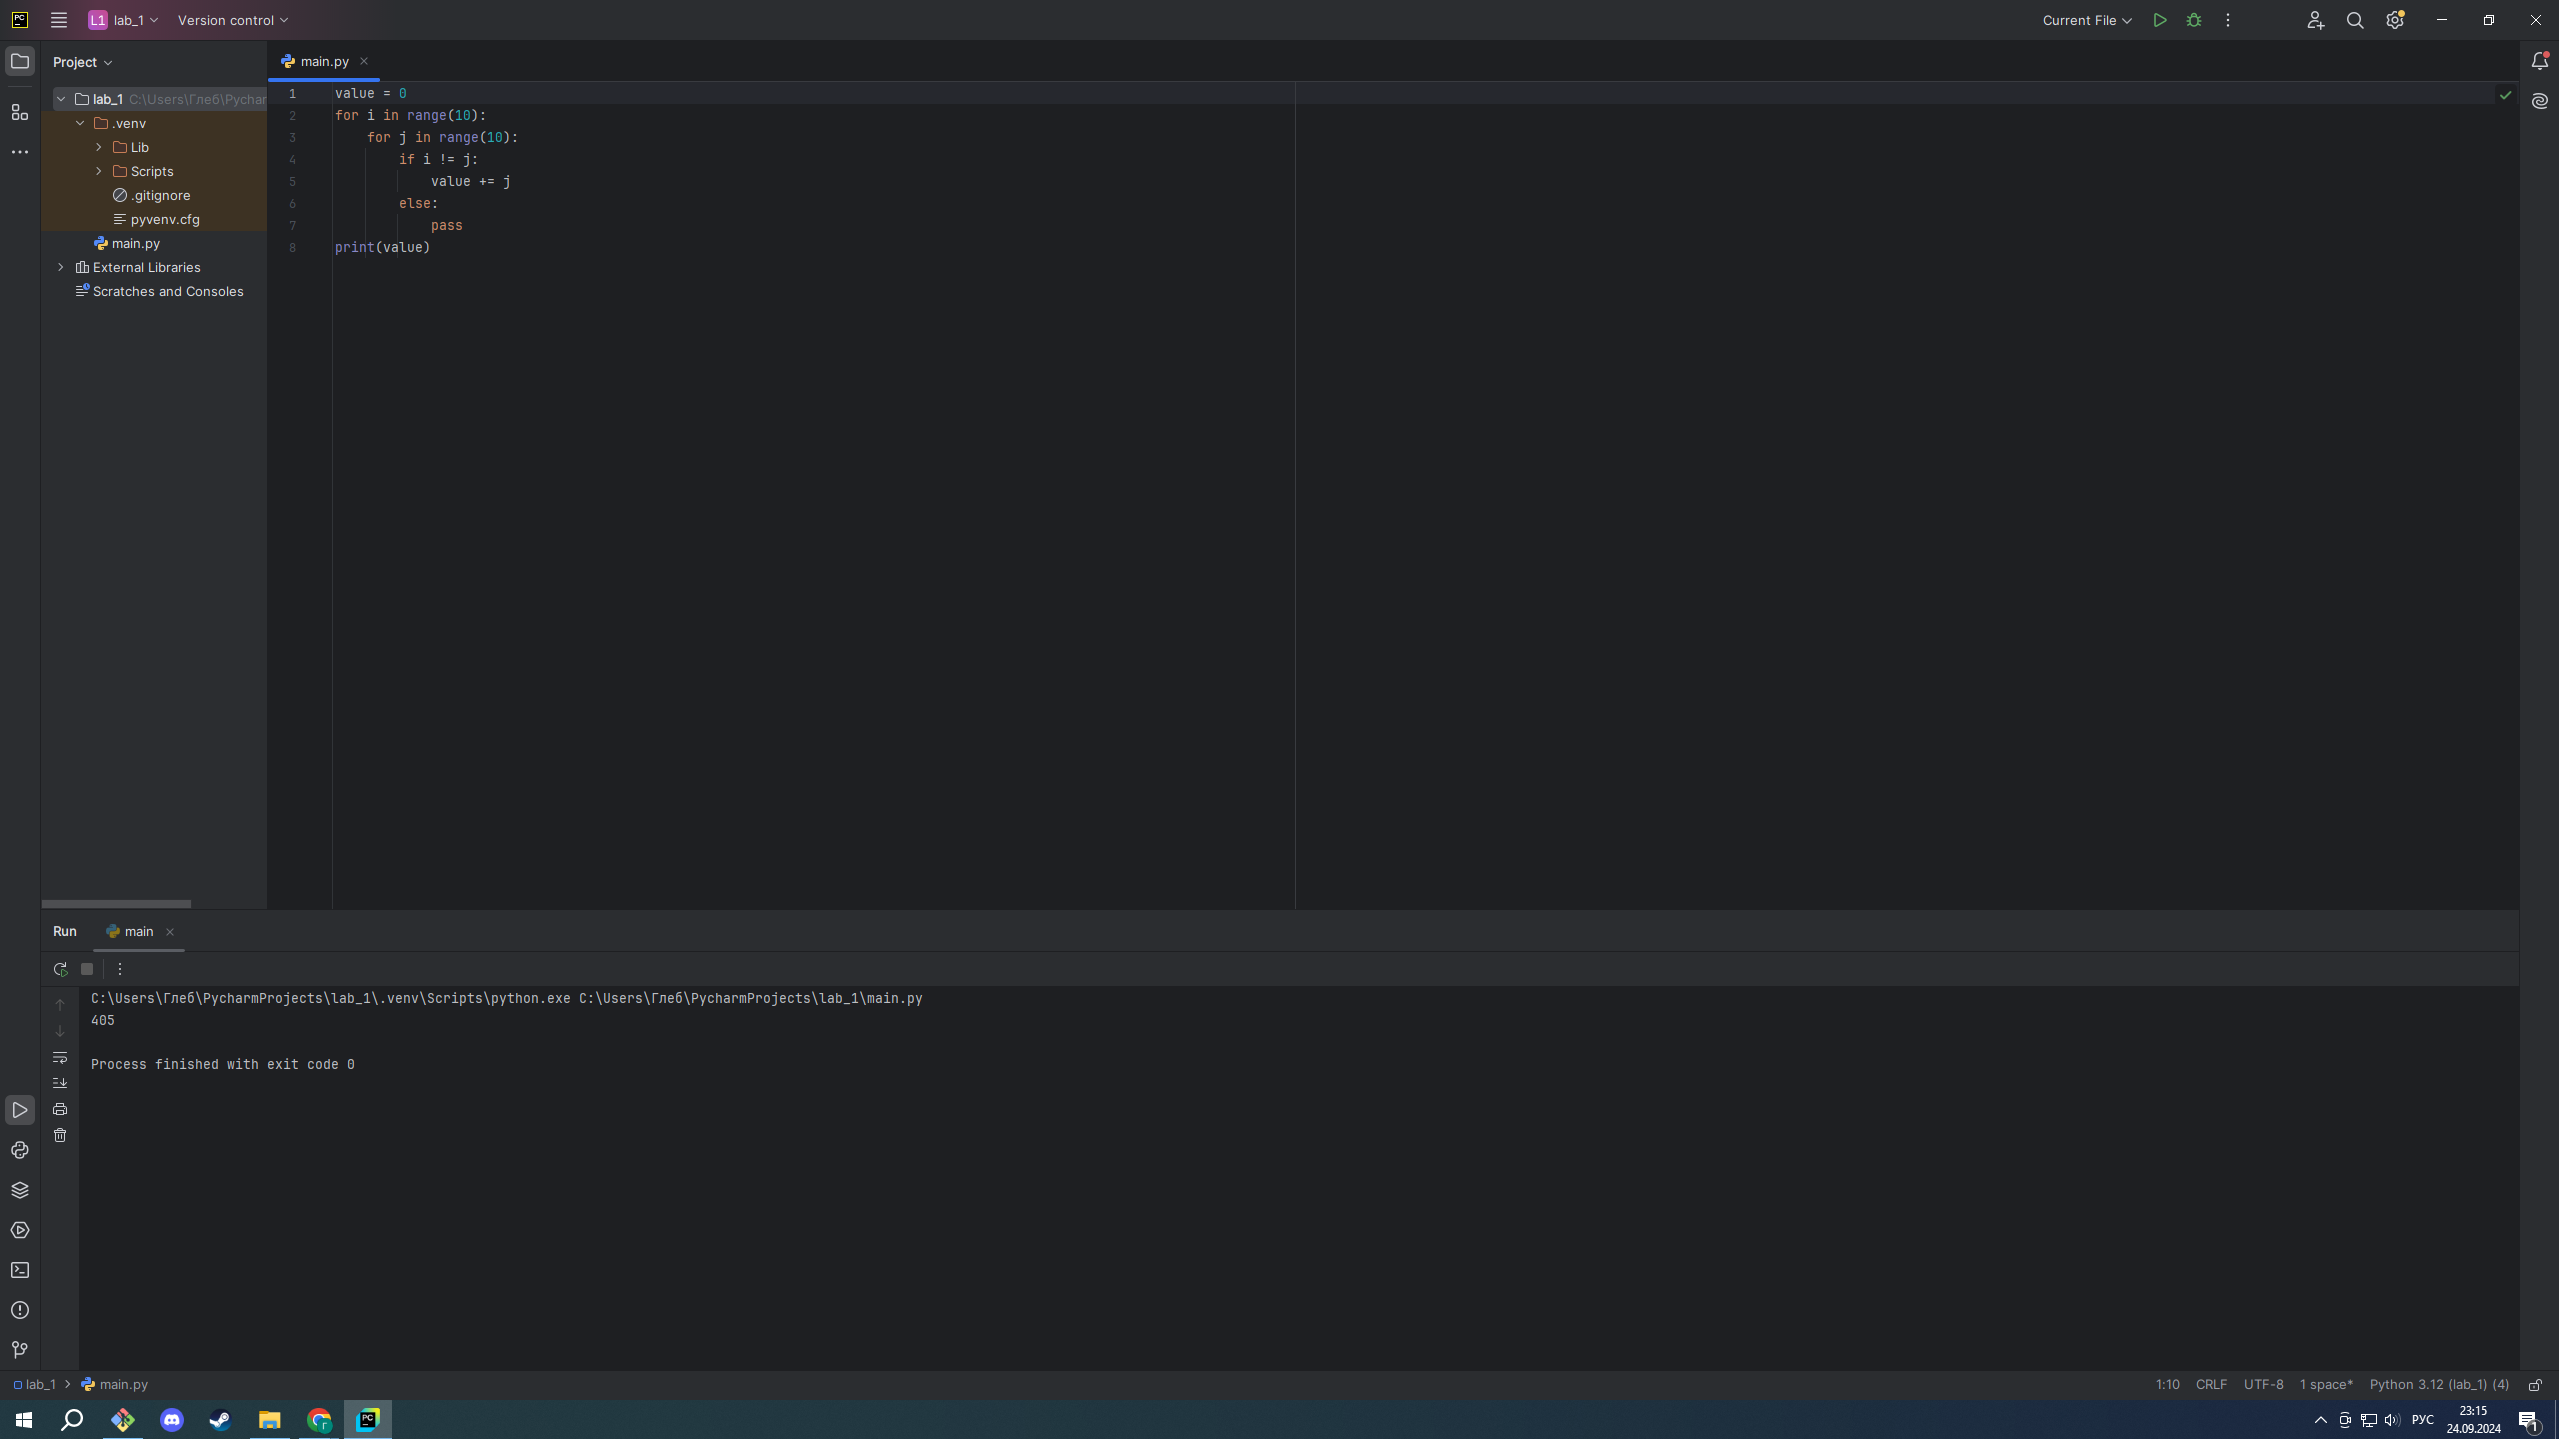 PC L1 lab_1 Version control Current File
Project
main.py
lab_1 C:\Users\Глеб\Pychar
.venv
Lib
Scripts
.gitignore
pyvenv.cfg
main.py
External Libraries
Scratches and Consoles
1 value = 0
2 for i in range(10):
3     for j in range(10):
4         if i != j:
5             value += j
6         else:
7             pass
8 print(value)
Run main
C:\Users\Глеб\PycharmProjects\lab_1\.venv\Scripts\python.exe C:\Users\Глеб\PycharmProjects\lab_1\main.py
405
Process finished with exit code 0
lab_1 main.py 1:10 CRLF UTF-8 1 space* Python 3.12 (lab_1) (4)
r PC РУС 23:15
24.09.2024 1